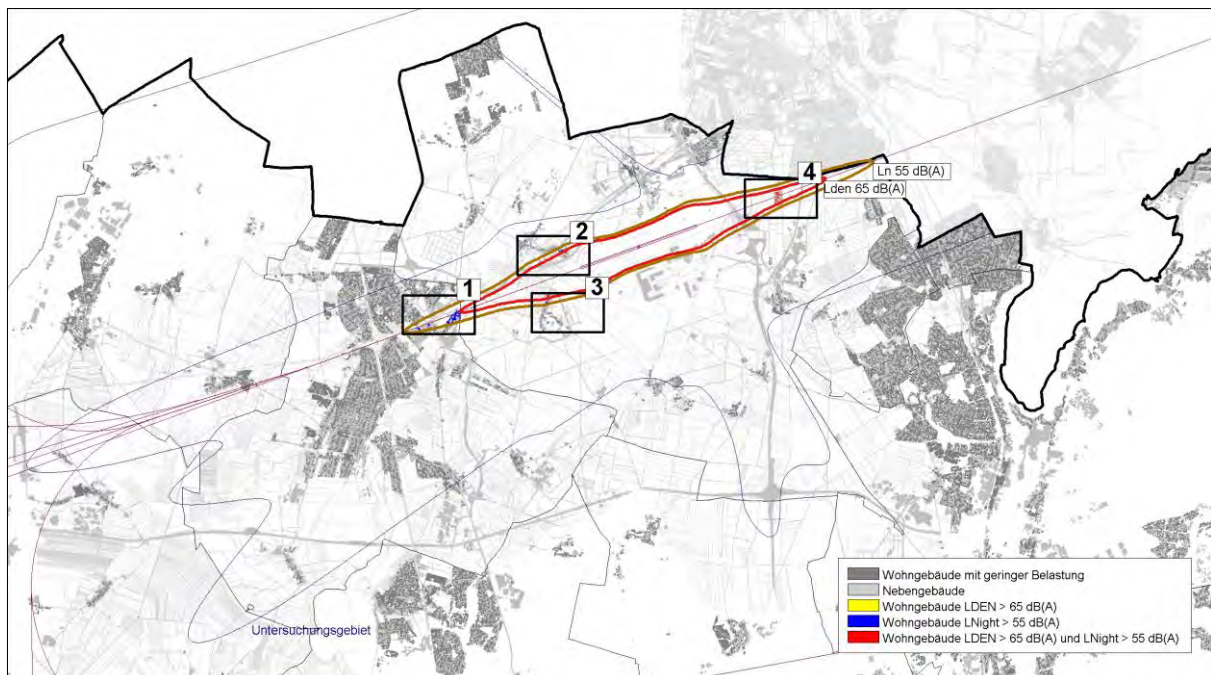 4
Ln 55 dB(A)
Lden 65 dB(A)
2
1
3
Untersuchungsgebiet
Wohngebäude mit geringer Belastung
Nebengebäude
Wohngebäude LDEN > 65 dB(A)
Wohngebäude LNight > 55 dB(A)
Wohngebäude LDEN > 65 dB(A) und LNight > 55 dB(A)